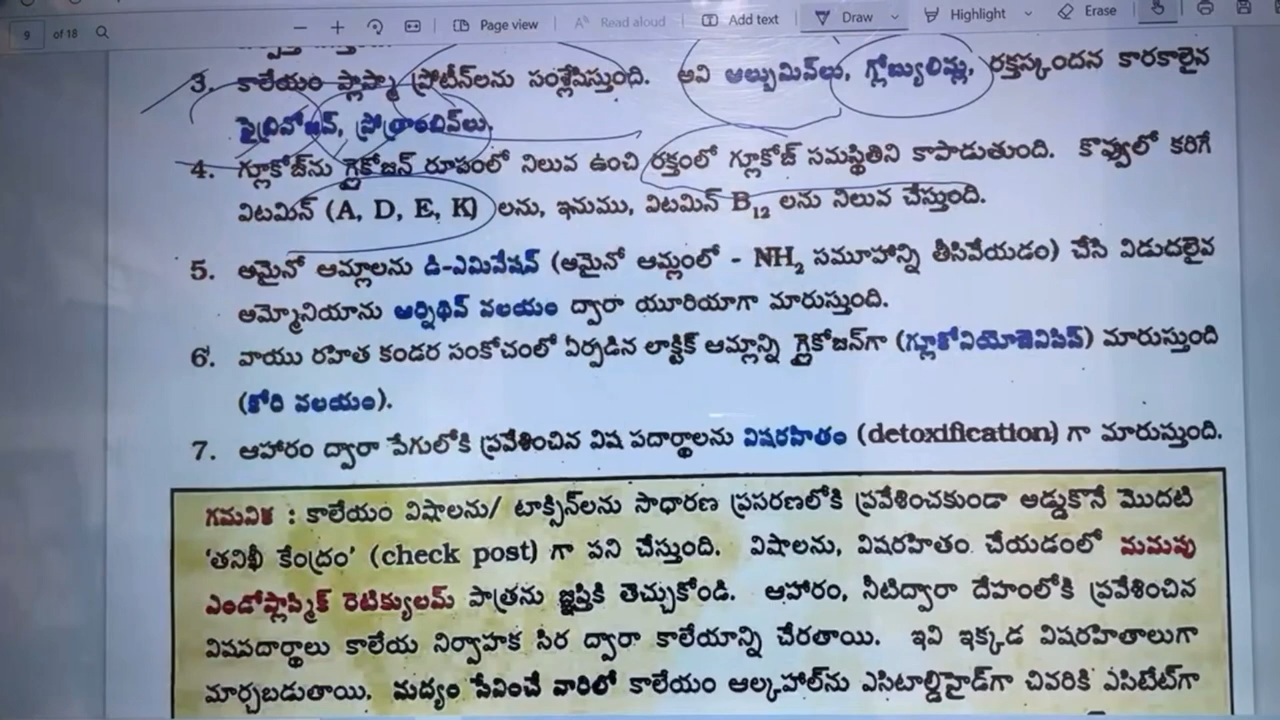 9 of 18 Page view Read aloud Add text Draw Highlight Erase
3. కాలేయం ప్లాస్మా ప్రోటీన్‌లను సంశ్లేషిస్తుంది. అవి ఆల్బుమిన్‌లు, గ్లోబ్యులిన్లు, రక్తస్కందన కారకాలైన
ఫైబ్రినోజన్, ప్రోత్రాంబిన్‌లు.
4. గ్లూకోజ్‌ను గ్లైకోజన్ రూపంలో నిలువ ఉంచి రక్తంలో గ్లూకోజ్ సమస్థితిని కాపాడుతుంది. కొవ్వులో కరిగే
విటమిన్ (A, D, E, K) లను, ఇనుము, విటమిన్ B₁₂ లను నిలువ చేస్తుంది.
5. అమైనో ఆమ్లాలను డి-ఎమినేషన్ (అమైనో ఆమ్లంలో - NH₂ సమూహాన్ని తీసివేయడం) చేసి విడుదలైన
అమ్మోనియాను ఆర్నిథిన్ వలయం ద్వారా యూరియాగా మారుస్తుంది.
6. వాయు రహిత కండర సంకోచంలో ఏర్పడిన లాక్టిక్ ఆమ్లాన్ని గ్లైకోజన్‌గా (గ్లూకోనియోజెనిసిస్) మారుస్తుంది
(కోరి వలయం).
7. ఆహారం ద్వారా పేగులోకి ప్రవేశించిన విష పదార్థాలను విషరహితం (detoxification) గా మారుస్తుంది.
గమనిక : కాలేయం విషాలను/ టాక్సిన్‌లను సాధారణ ప్రసరణలోకి ప్రవేశించకుండా అడ్డుకొనే మొదటి
'తనిఖీ కేంద్రం' (check post) గా పని చేస్తుంది. విషాలను, విషరహితం చేయడంలో మమవు
ఎండోప్లాస్మిక్ రెటిక్యులమ్ పాత్రను జ్ఞప్తికి తెచ్చుకోండి. ఆహారం, నీటిద్వారా దేహంలోకి ప్రవేశించిన
విషపదార్థాలు కాలేయ నిర్వాహక సిర ద్వారా కాలేయాన్ని చేరతాయి. ఇవి ఇక్కడ విషరహితాలుగా
మార్చబడుతాయి. మద్యం సేవించే వారిలో కాలేయం ఆల్కహాల్‌ను ఎసిటాల్డిహైడ్‌గా చివరికి ఎసిటేట్‌గా